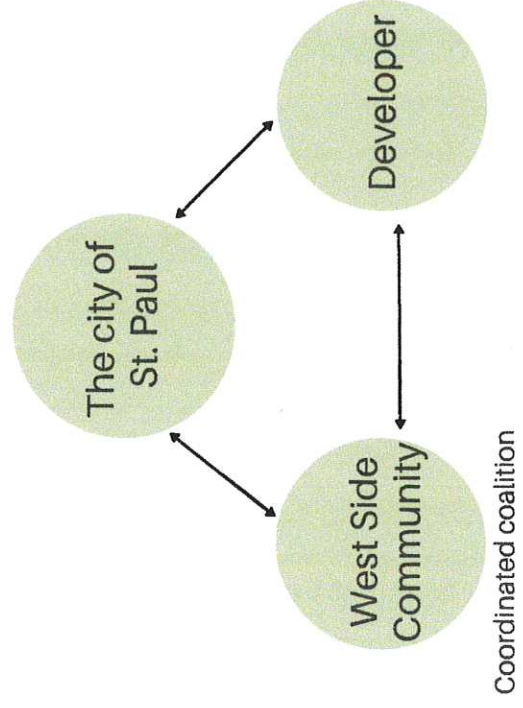 The city of
St. Paul
West Side
Community
Developer
Coordinated coalition